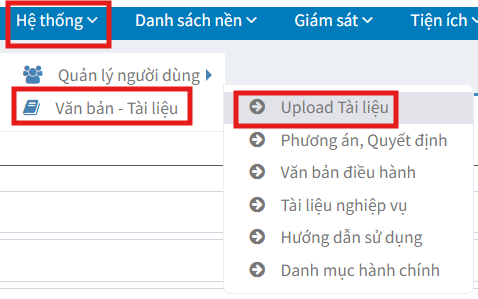 Hệ thống
Danh sách nền
Giám sát
Tiện ích
Quản lý người dùng
Văn bản - Tài liệu
Upload Tài liệu
Phương án, Quyết định
Văn bản điều hành
Tài liệu nghiệp vụ
Hướng dẫn sử dụng
Danh mục hành chính